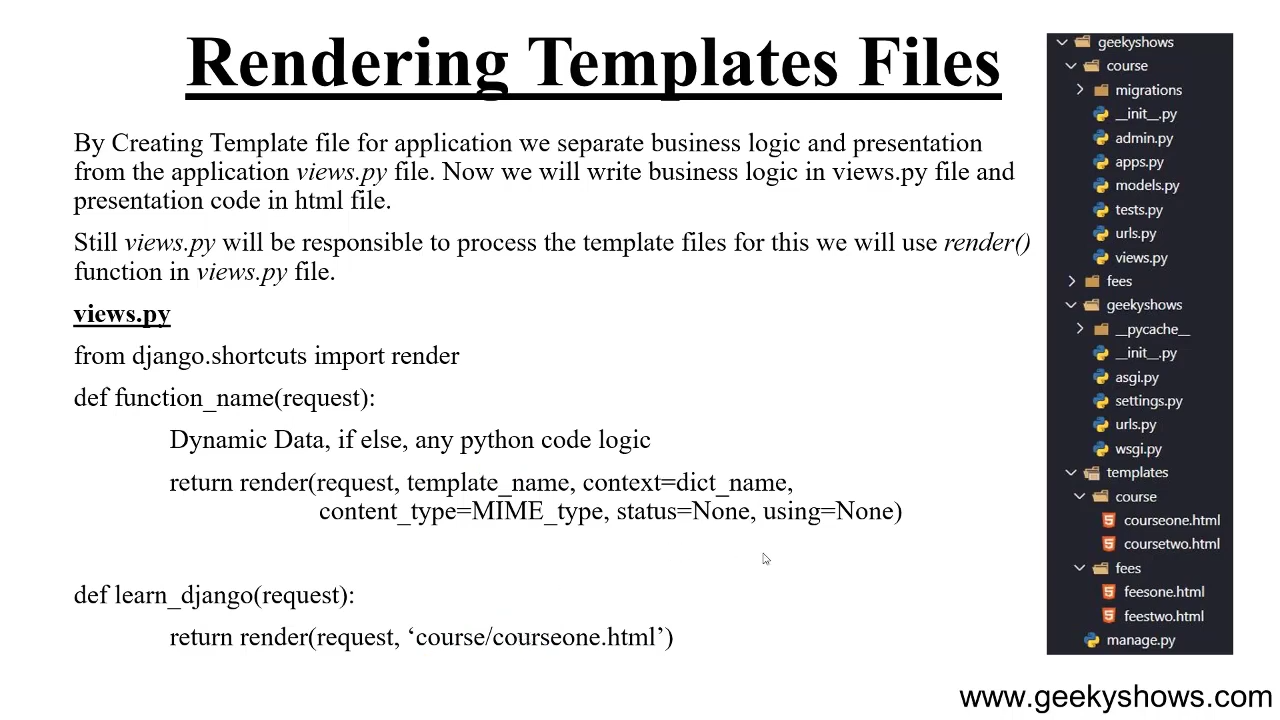 Rendering Templates Files
By Creating Template file for application we separate business logic and presentation
from the application views.py file. Now we will write business logic in views.py file and
presentation code in html file.
Still views.py will be responsible to process the template files for this we will use render()
function in views.py file.
views.py
from django.shortcuts import render
def function_name(request):
Dynamic Data, if else, any python code logic
return render(request, template_name, context=dict_name,
content_type=MIME_type, status=None, using=None)
def learn_django(request):
return render(request, ‘course/courseone.html’)
geekyshows
course
migrations
__init__.py
admin.py
apps.py
models.py
tests.py
urls.py
views.py
fees
geekyshows
__pycache__
__init__.py
asgi.py
settings.py
urls.py
wsgi.py
templates
course
courseone.html
coursetwo.html
fees
feesone.html
feestwo.html
manage.py
www.geekyshows.com